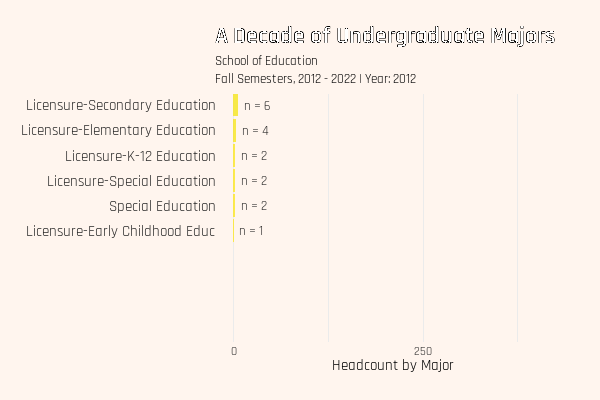 A Decade of Undergraduate Majors
School of Education
Fall Semesters, 2012 - 2022 | Year: 2012
Licensure-Secondary Education n = 6
Licensure-Elementary Education n = 4
Licensure-K-12 Education n = 2
Licensure-Special Education n = 2
Special Education n = 2
Licensure-Early Childhood Educ n = 1
0 250
Headcount by Major